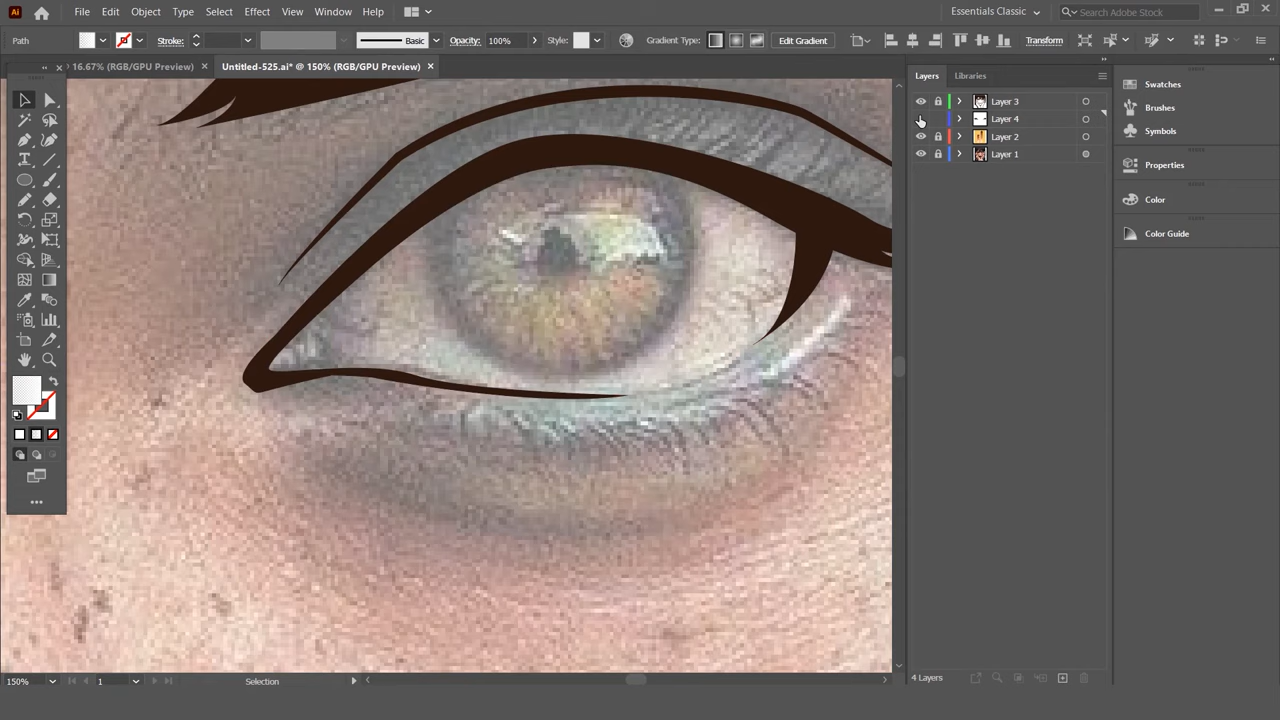 Ai File Edit Object Type Select Effect View Window Help Essentials Classic Search Adobe Stock
Path Stroke: Basic Opacity: 100% Style: Gradient Type: Edit Gradient Transform
16.67% (RGB/GPU Preview) × Untitled-525.ai* @ 150% (RGB/GPU Preview) ×
Layers Libraries
Layer 3
Layer 4
Layer 2
Layer 1
Swatches
Brushes
Symbols
Properties
Color
Color Guide
4 Layers
150% 1 Selection